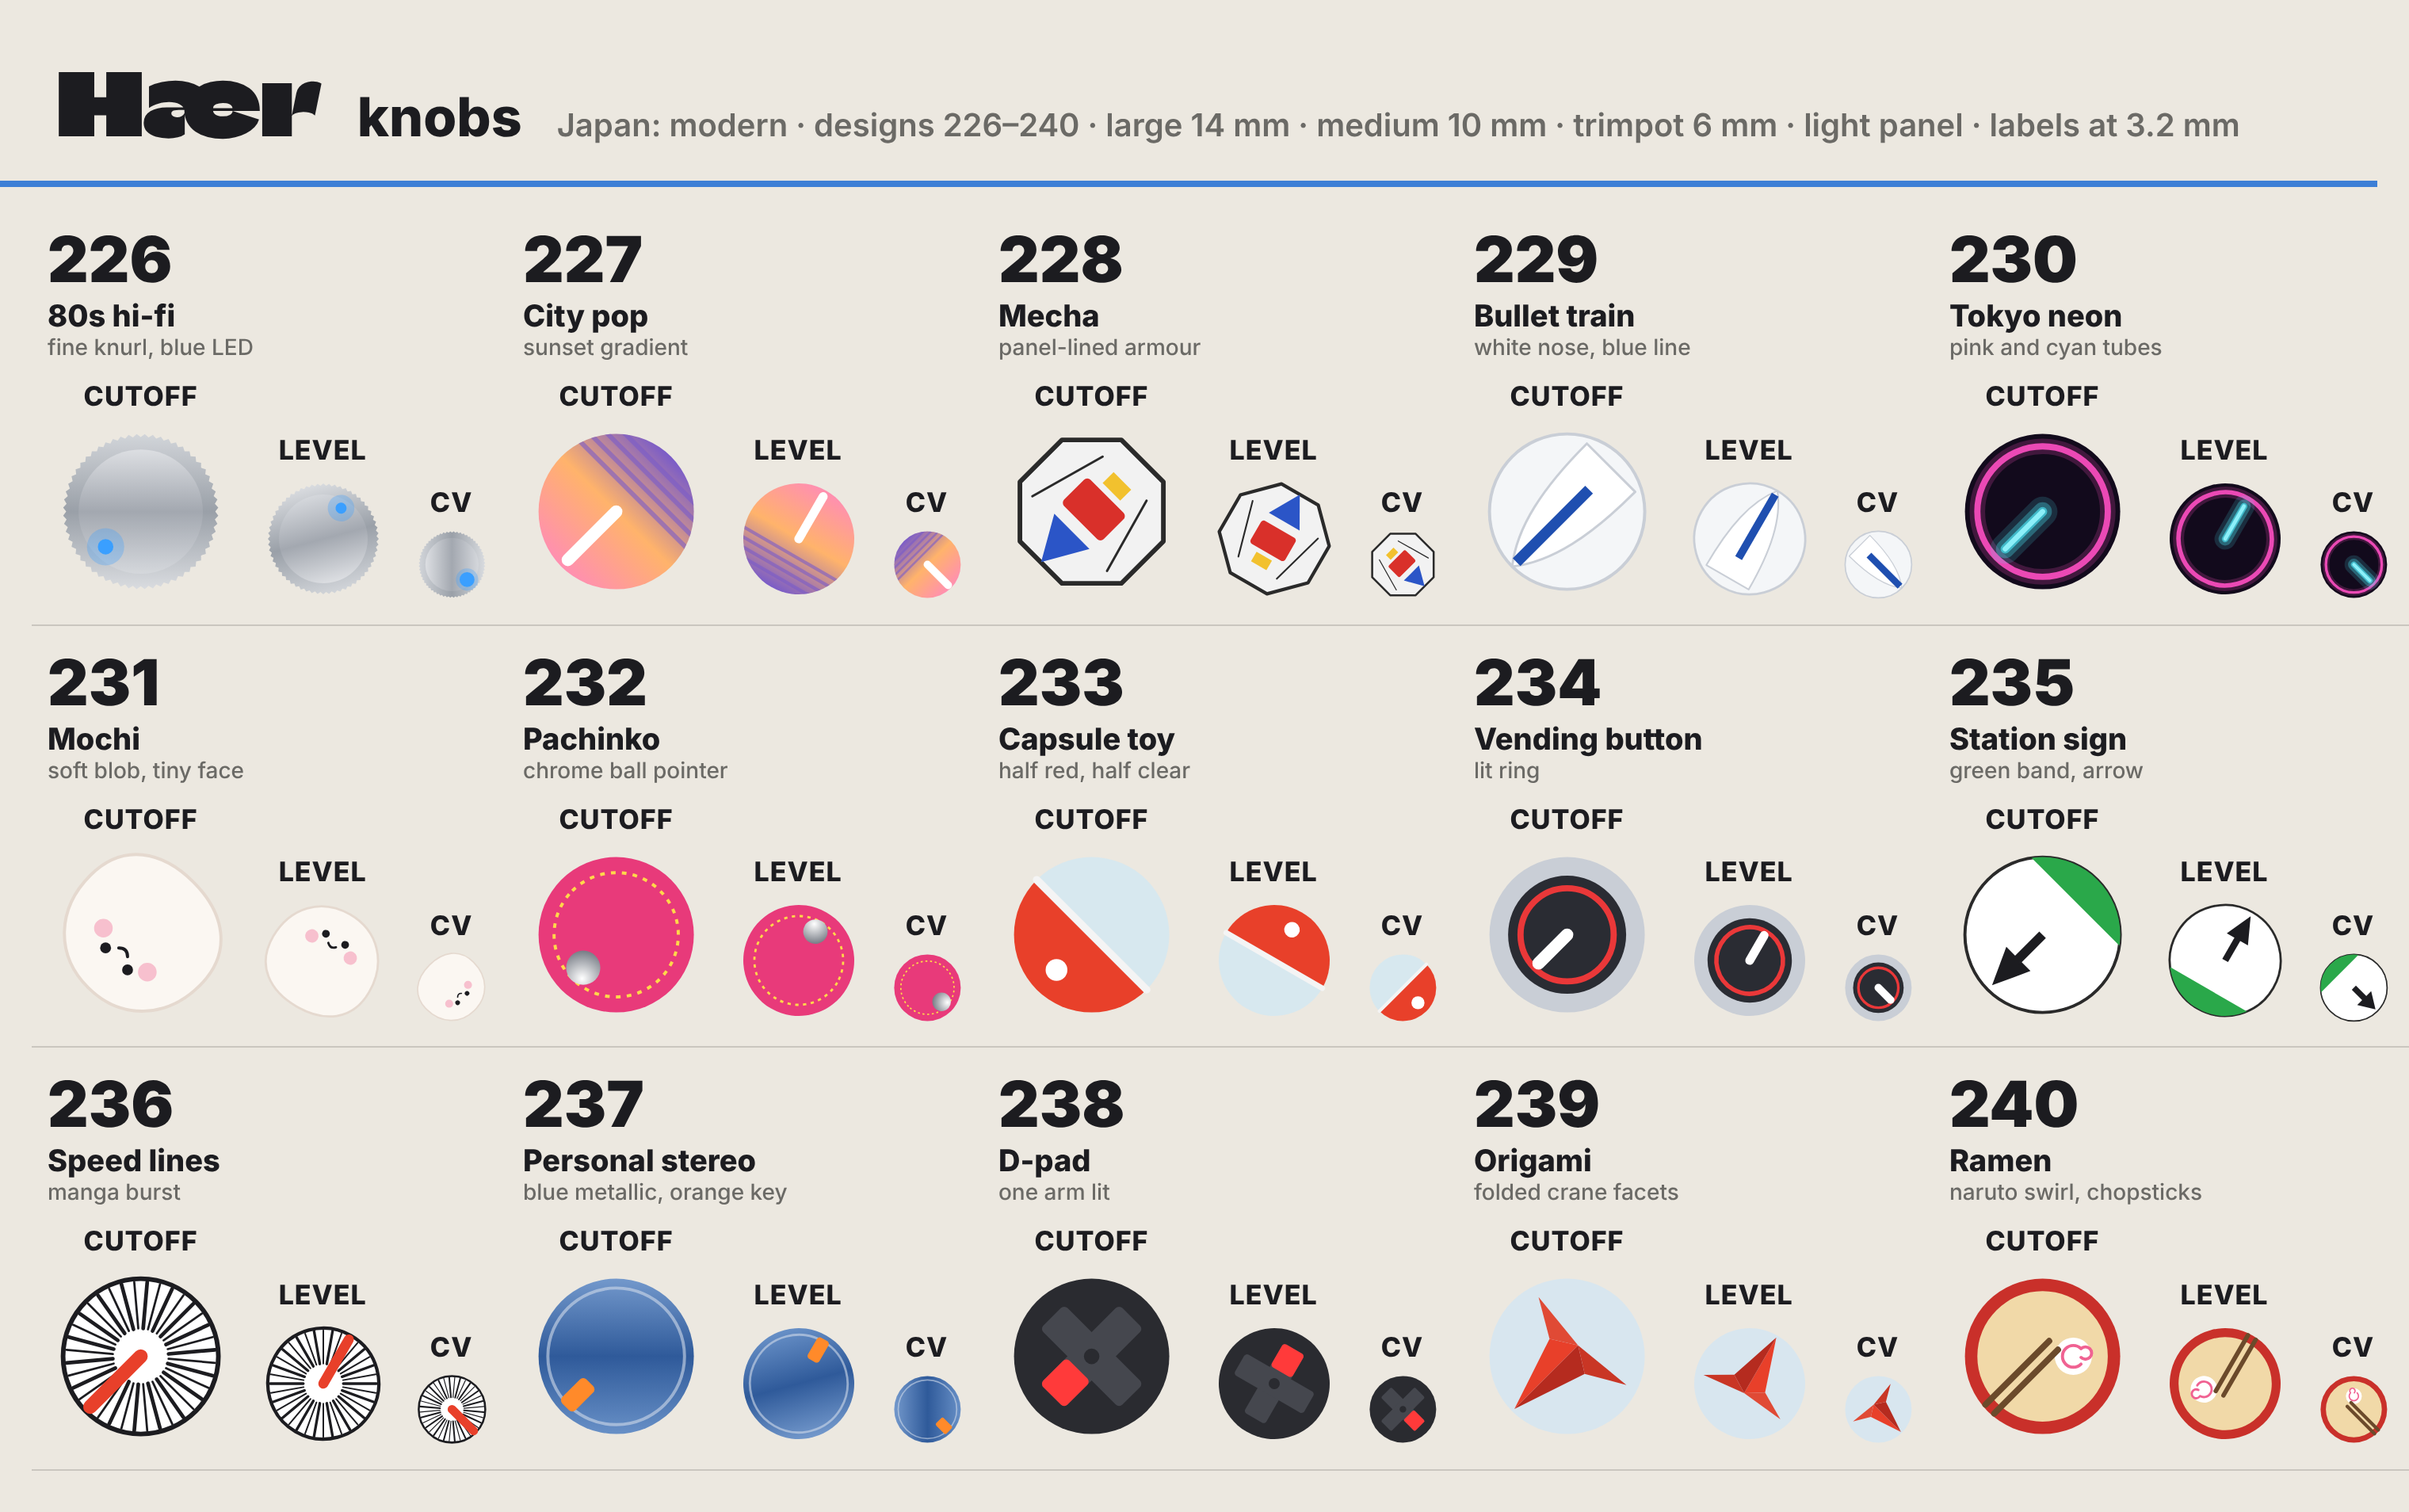 Hær knobs Japan: modern · designs 226–240 · large 14 mm · medium 10 mm · trimpot 6 mm · light panel · labels at 3.2 mm
226
80s hi-fi
fine knurl, blue LED
CUTOFF
LEVEL
CV
227
City pop
sunset gradient
CUTOFF
LEVEL
CV
228
Mecha
panel-lined armour
CUTOFF
LEVEL
CV
229
Bullet train
white nose, blue line
CUTOFF
LEVEL
CV
230
Tokyo neon
pink and cyan tubes
CUTOFF
LEVEL
CV
231
Mochi
soft blob, tiny face
CUTOFF
LEVEL
CV
232
Pachinko
chrome ball pointer
CUTOFF
LEVEL
CV
233
Capsule toy
half red, half clear
CUTOFF
LEVEL
CV
234
Vending button
lit ring
CUTOFF
LEVEL
CV
235
Station sign
green band, arrow
CUTOFF
LEVEL
CV
236
Speed lines
manga burst
CUTOFF
LEVEL
CV
237
Personal stereo
blue metallic, orange key
CUTOFF
LEVEL
CV
238
D-pad
one arm lit
CUTOFF
LEVEL
CV
239
Origami
folded crane facets
CUTOFF
LEVEL
CV
240
Ramen
naruto swirl, chopsticks
CUTOFF
LEVEL
CV